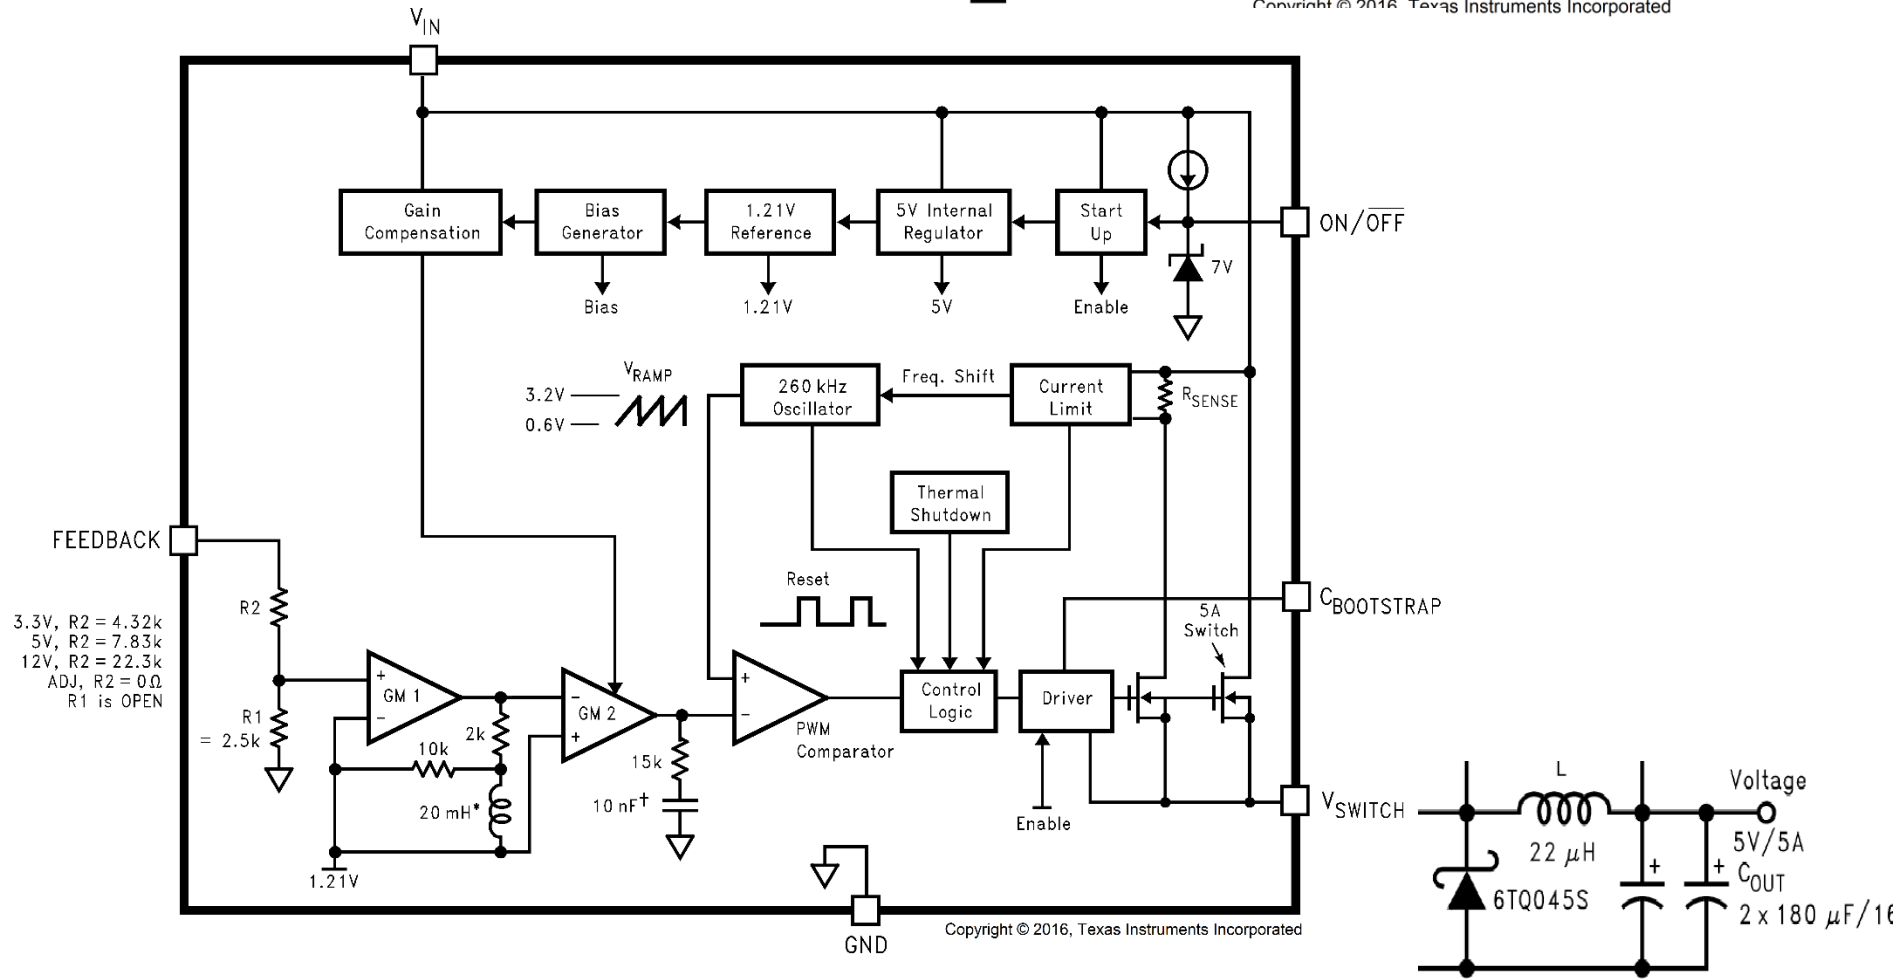 Copyright © 2016, Texas Instruments Incorporated
VIN
Gain
Compensation
Bias
Generator
1.21V
Reference
5V Internal
Regulator
Start
Up
ON/OFF
7V
Bias
1.21V
5V
Enable
VRAMP
3.2V
0.6V
260 kHz
Oscillator
Freq. Shift
Current
Limit
RSENSE
Thermal
Shutdown
FEEDBACK
Reset
R2
3.3V, R2 = 4.32k
5V, R2 = 7.83k
12V, R2 = 22.3k
ADJ, R2 = 0Ω
R1 is OPEN
R1
= 2.5k
+
GM 1
−
2k
10k
20 mH*
1.21V
−
GM 2
+
15k
10 nF†
+
−
PWM
Comparator
Control
Logic
Driver
Enable
5A
Switch
CBOOTSTRAP
VSWITCH
GND
Copyright © 2016, Texas Instruments Incorporated
L
22 μH
6TQ045S
Voltage
5V/5A
+
+
COUT
2 x 180 μF/16